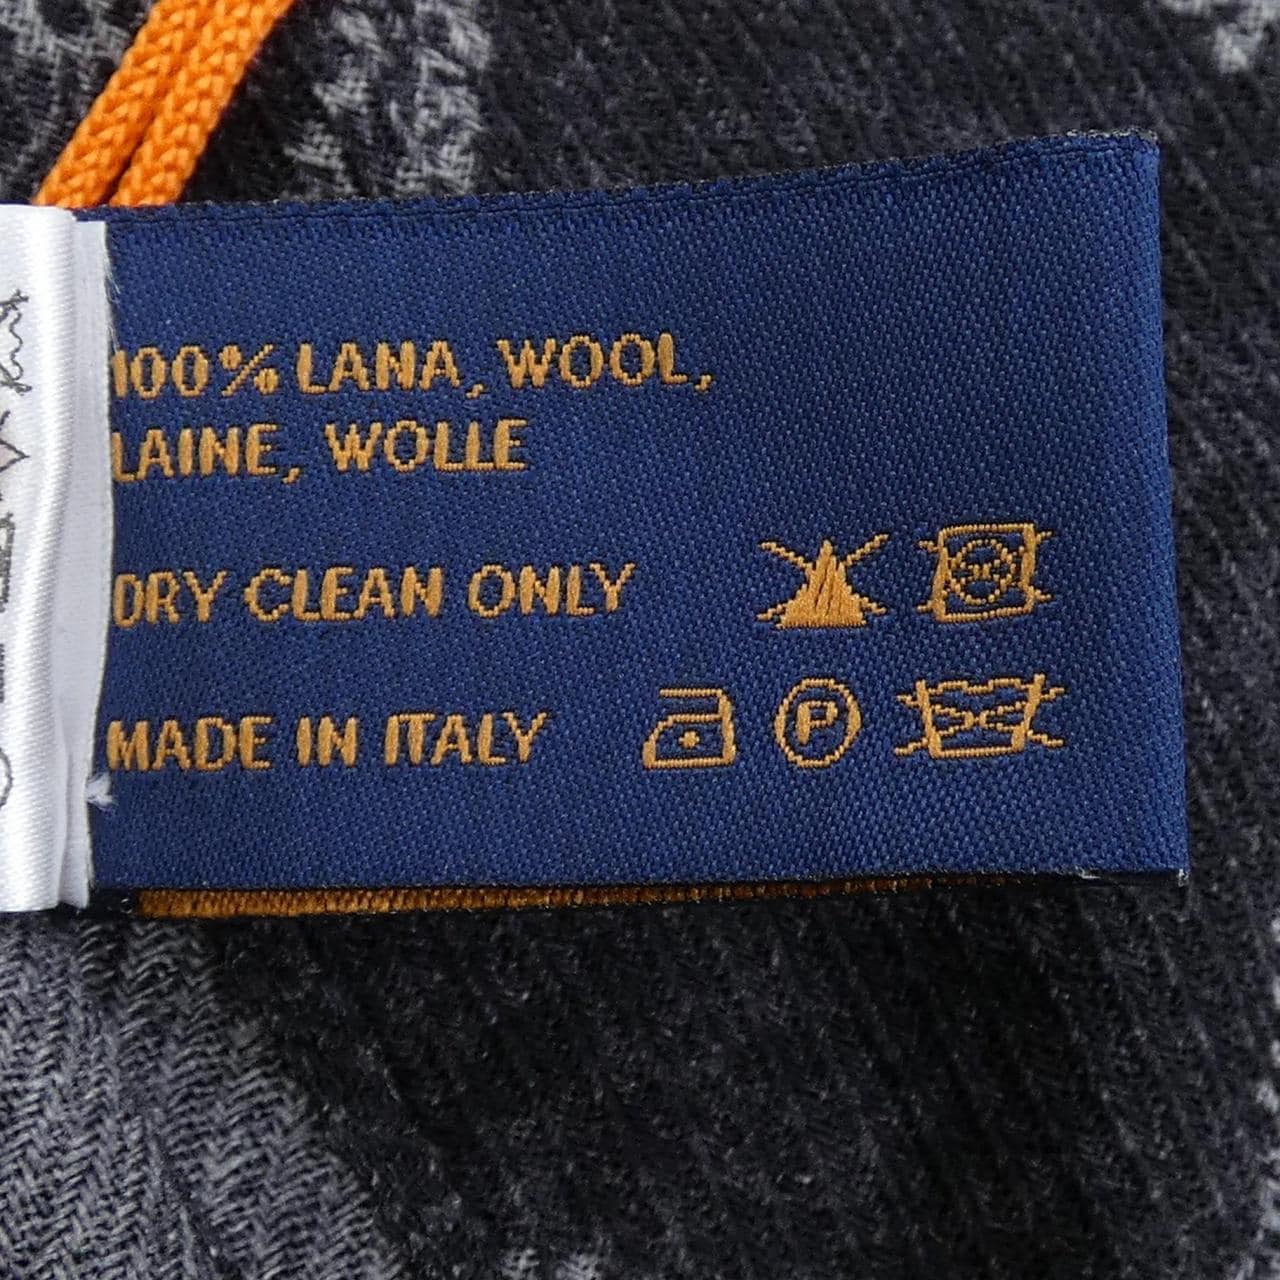 100% LANA, WOOL,
LAINE, WOLLE
DRY CLEAN ONLY
MADE IN ITALY
P